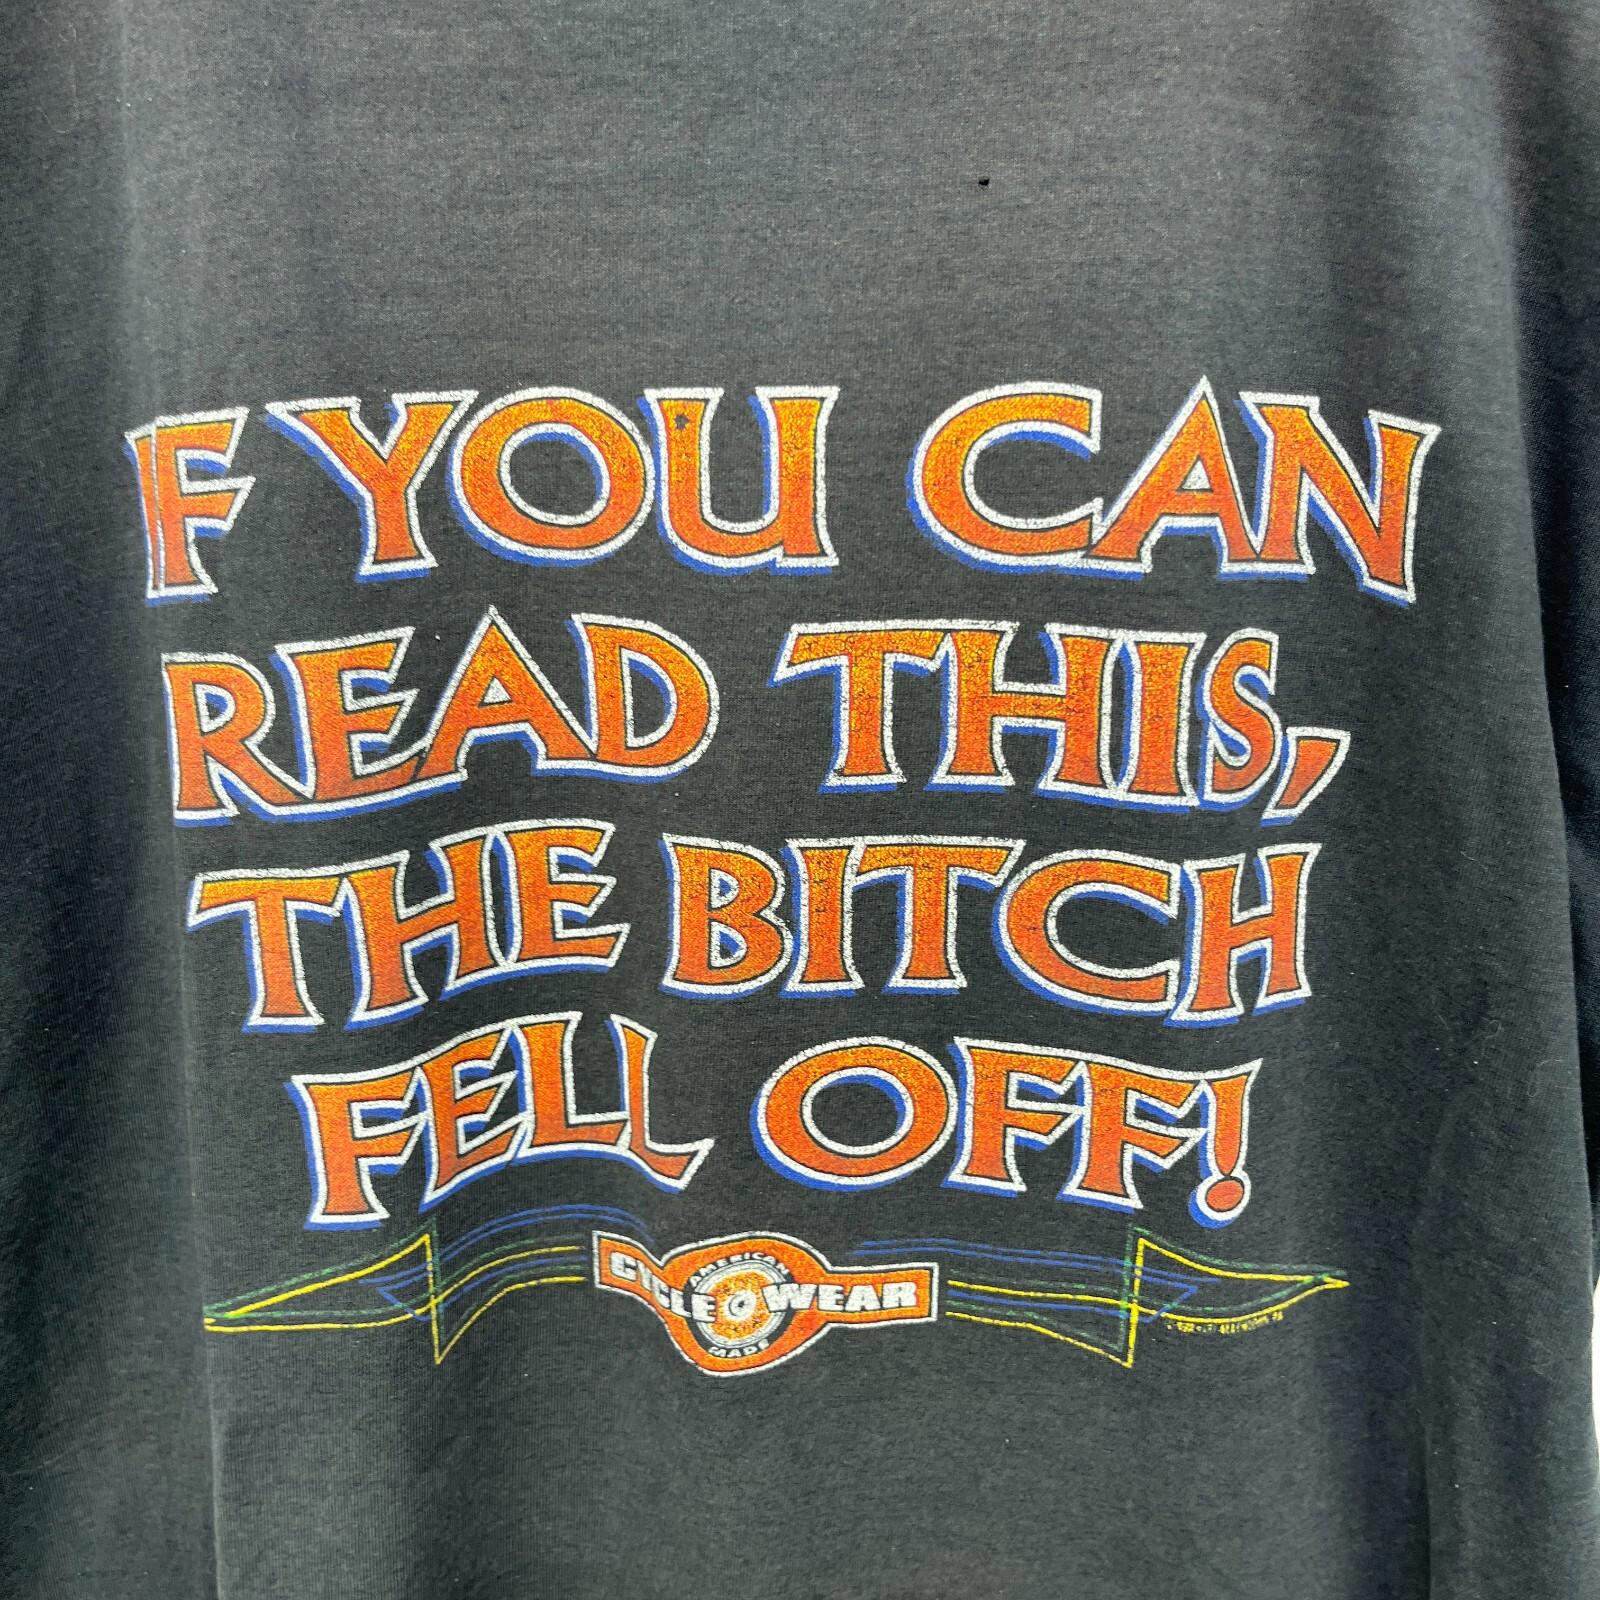 IF YOU CAN
READ THIS,
THE BITCH
FELL OFF!
AMERICAN
CYCLE WEAR
MADE